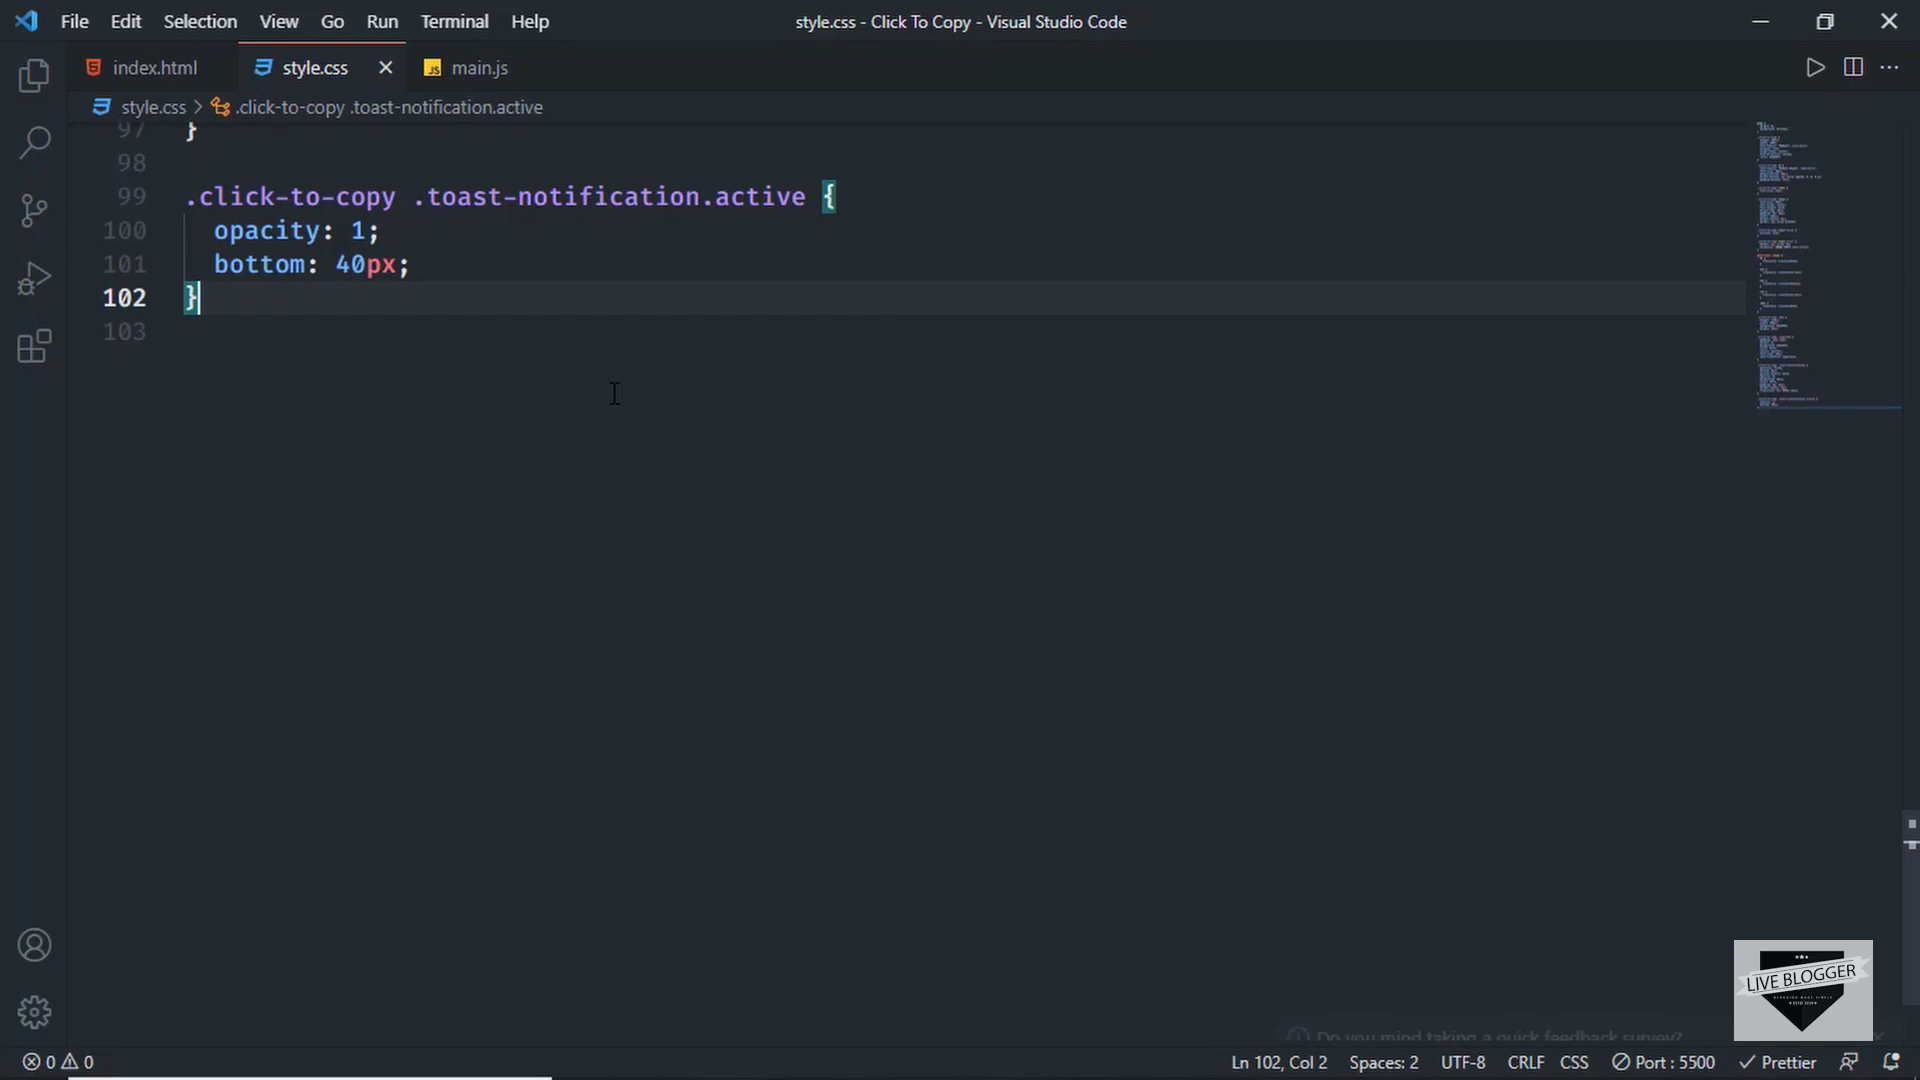 File Edit Selection View Go Run Terminal Help
style.css - Click To Copy - Visual Studio Code
index.html style.css main.js
style.css > .click-to-copy .toast-notification.active
97 }
98
99 .click-to-copy .toast-notification.active {
100 opacity: 1;
101 bottom: 40px;
102 }
103
LIVE BLOGGER
Do you mind taking a quick feedback survey?
0 0 Ln 102, Col 2 Spaces: 2 UTF-8 CRLF CSS Port : 5500 Prettier